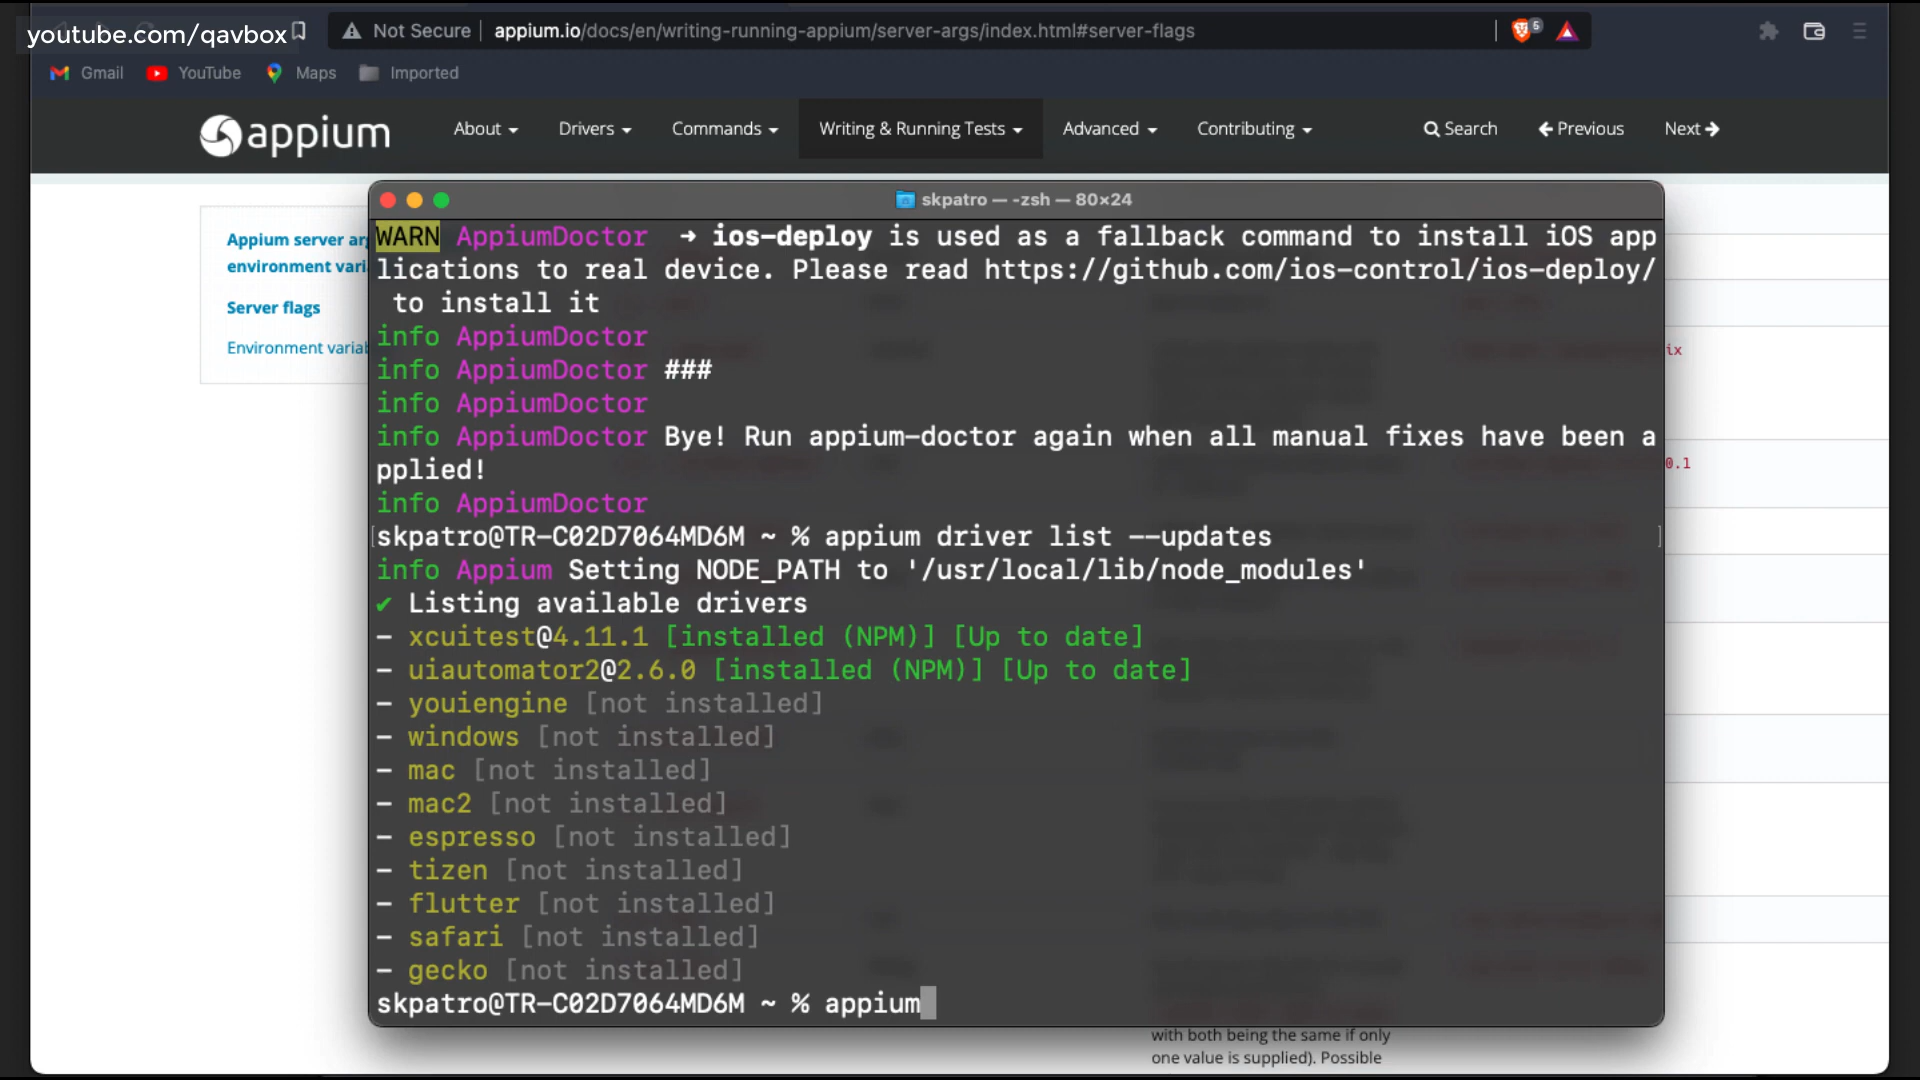 youtube.com/qavbox
Not Secure appium.io/docs/en/writing-running-appium/server-args/index.html#server-flags
5
Gmail YouTube Maps Imported
appium About Drivers Commands Writing & Running Tests Advanced Contributing Search Previous Next
skpatro — -zsh — 80×24
Appium server
environment
Server flags
Environment
WARN AppiumDoctor ➜ ios-deploy is used as a fallback command to install iOS app
lications to real device. Please read https://github.com/ios-control/ios-deploy/
to install it
info AppiumDoctor
info AppiumDoctor ###
info AppiumDoctor
info AppiumDoctor Bye! Run appium-doctor again when all manual fixes have been a
pplied!
info AppiumDoctor
[skpatro@TR-C02D7064MD6M ~ % appium driver list --updates ]
info Appium Setting NODE_PATH to '/usr/local/lib/node_modules'
✔ Listing available drivers
- xcuitest@4.11.1 [installed (NPM)] [Up to date]
- uiautomator2@2.6.0 [installed (NPM)] [Up to date]
- youiengine [not installed]
- windows [not installed]
- mac [not installed]
- mac2 [not installed]
- espresso [not installed]
- tizen [not installed]
- flutter [not installed]
- safari [not installed]
- gecko [not installed]
skpatro@TR-C02D7064MD6M ~ % appium
ix
0.1
with both being the same if only
one value is supplied). Possible